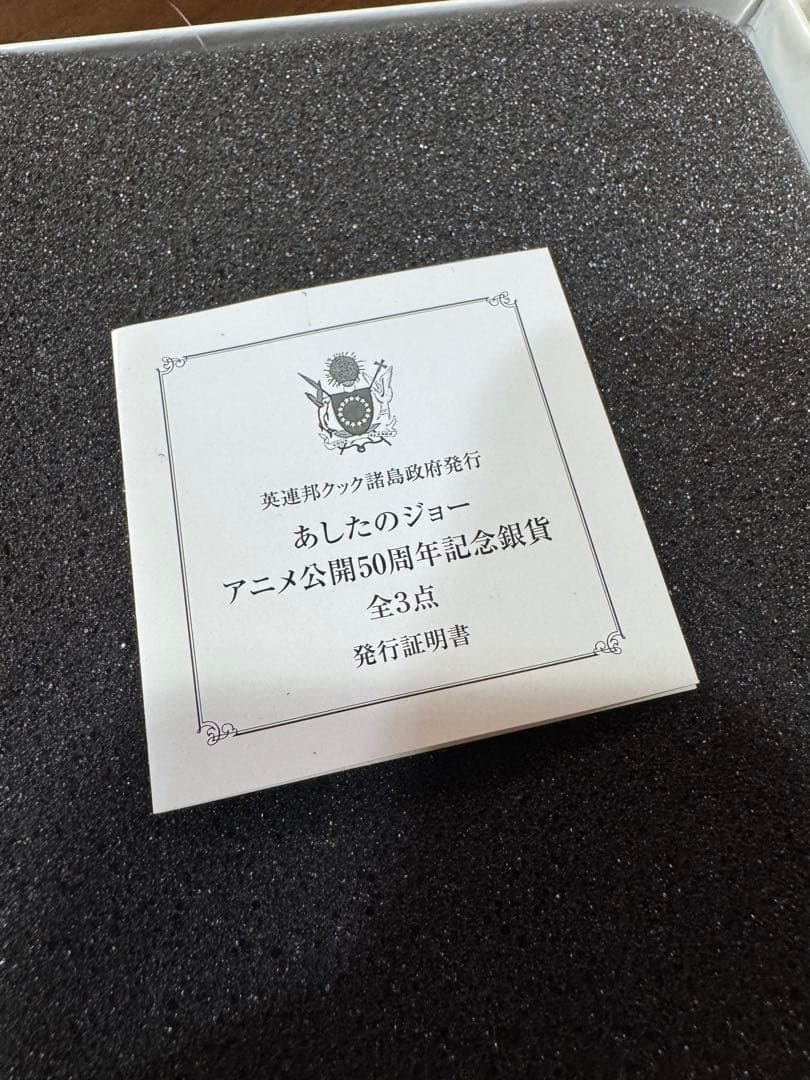 英連邦クック諸島政府発行
あしたのジョー
アニメ公開50周年記念銀貨
全3点
発行証明書